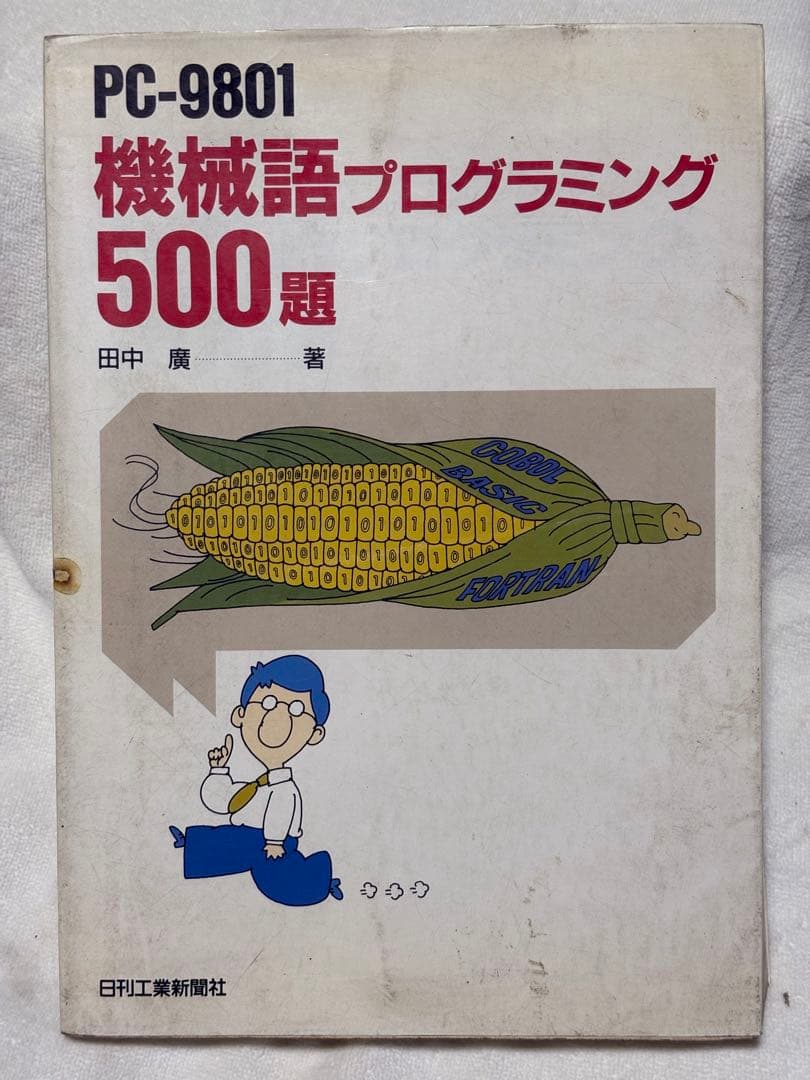 PC-9801
機械語プログラミング
500題
田中 廣………………著
COBOL
BASIC
FORTRAN
1010101010101010101
日刊工業新聞社